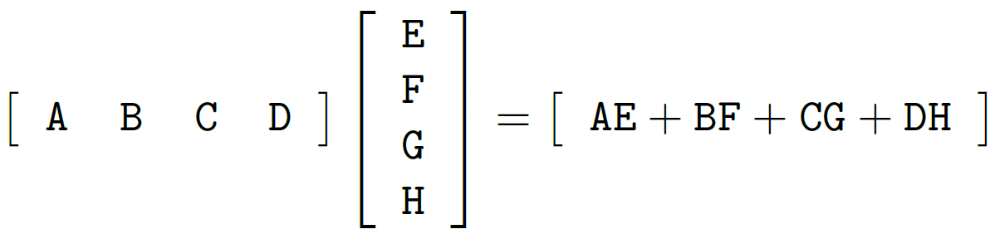 [ A B C D ] [ E
F
G
H ] = [ AE + BF + CG + DH ]